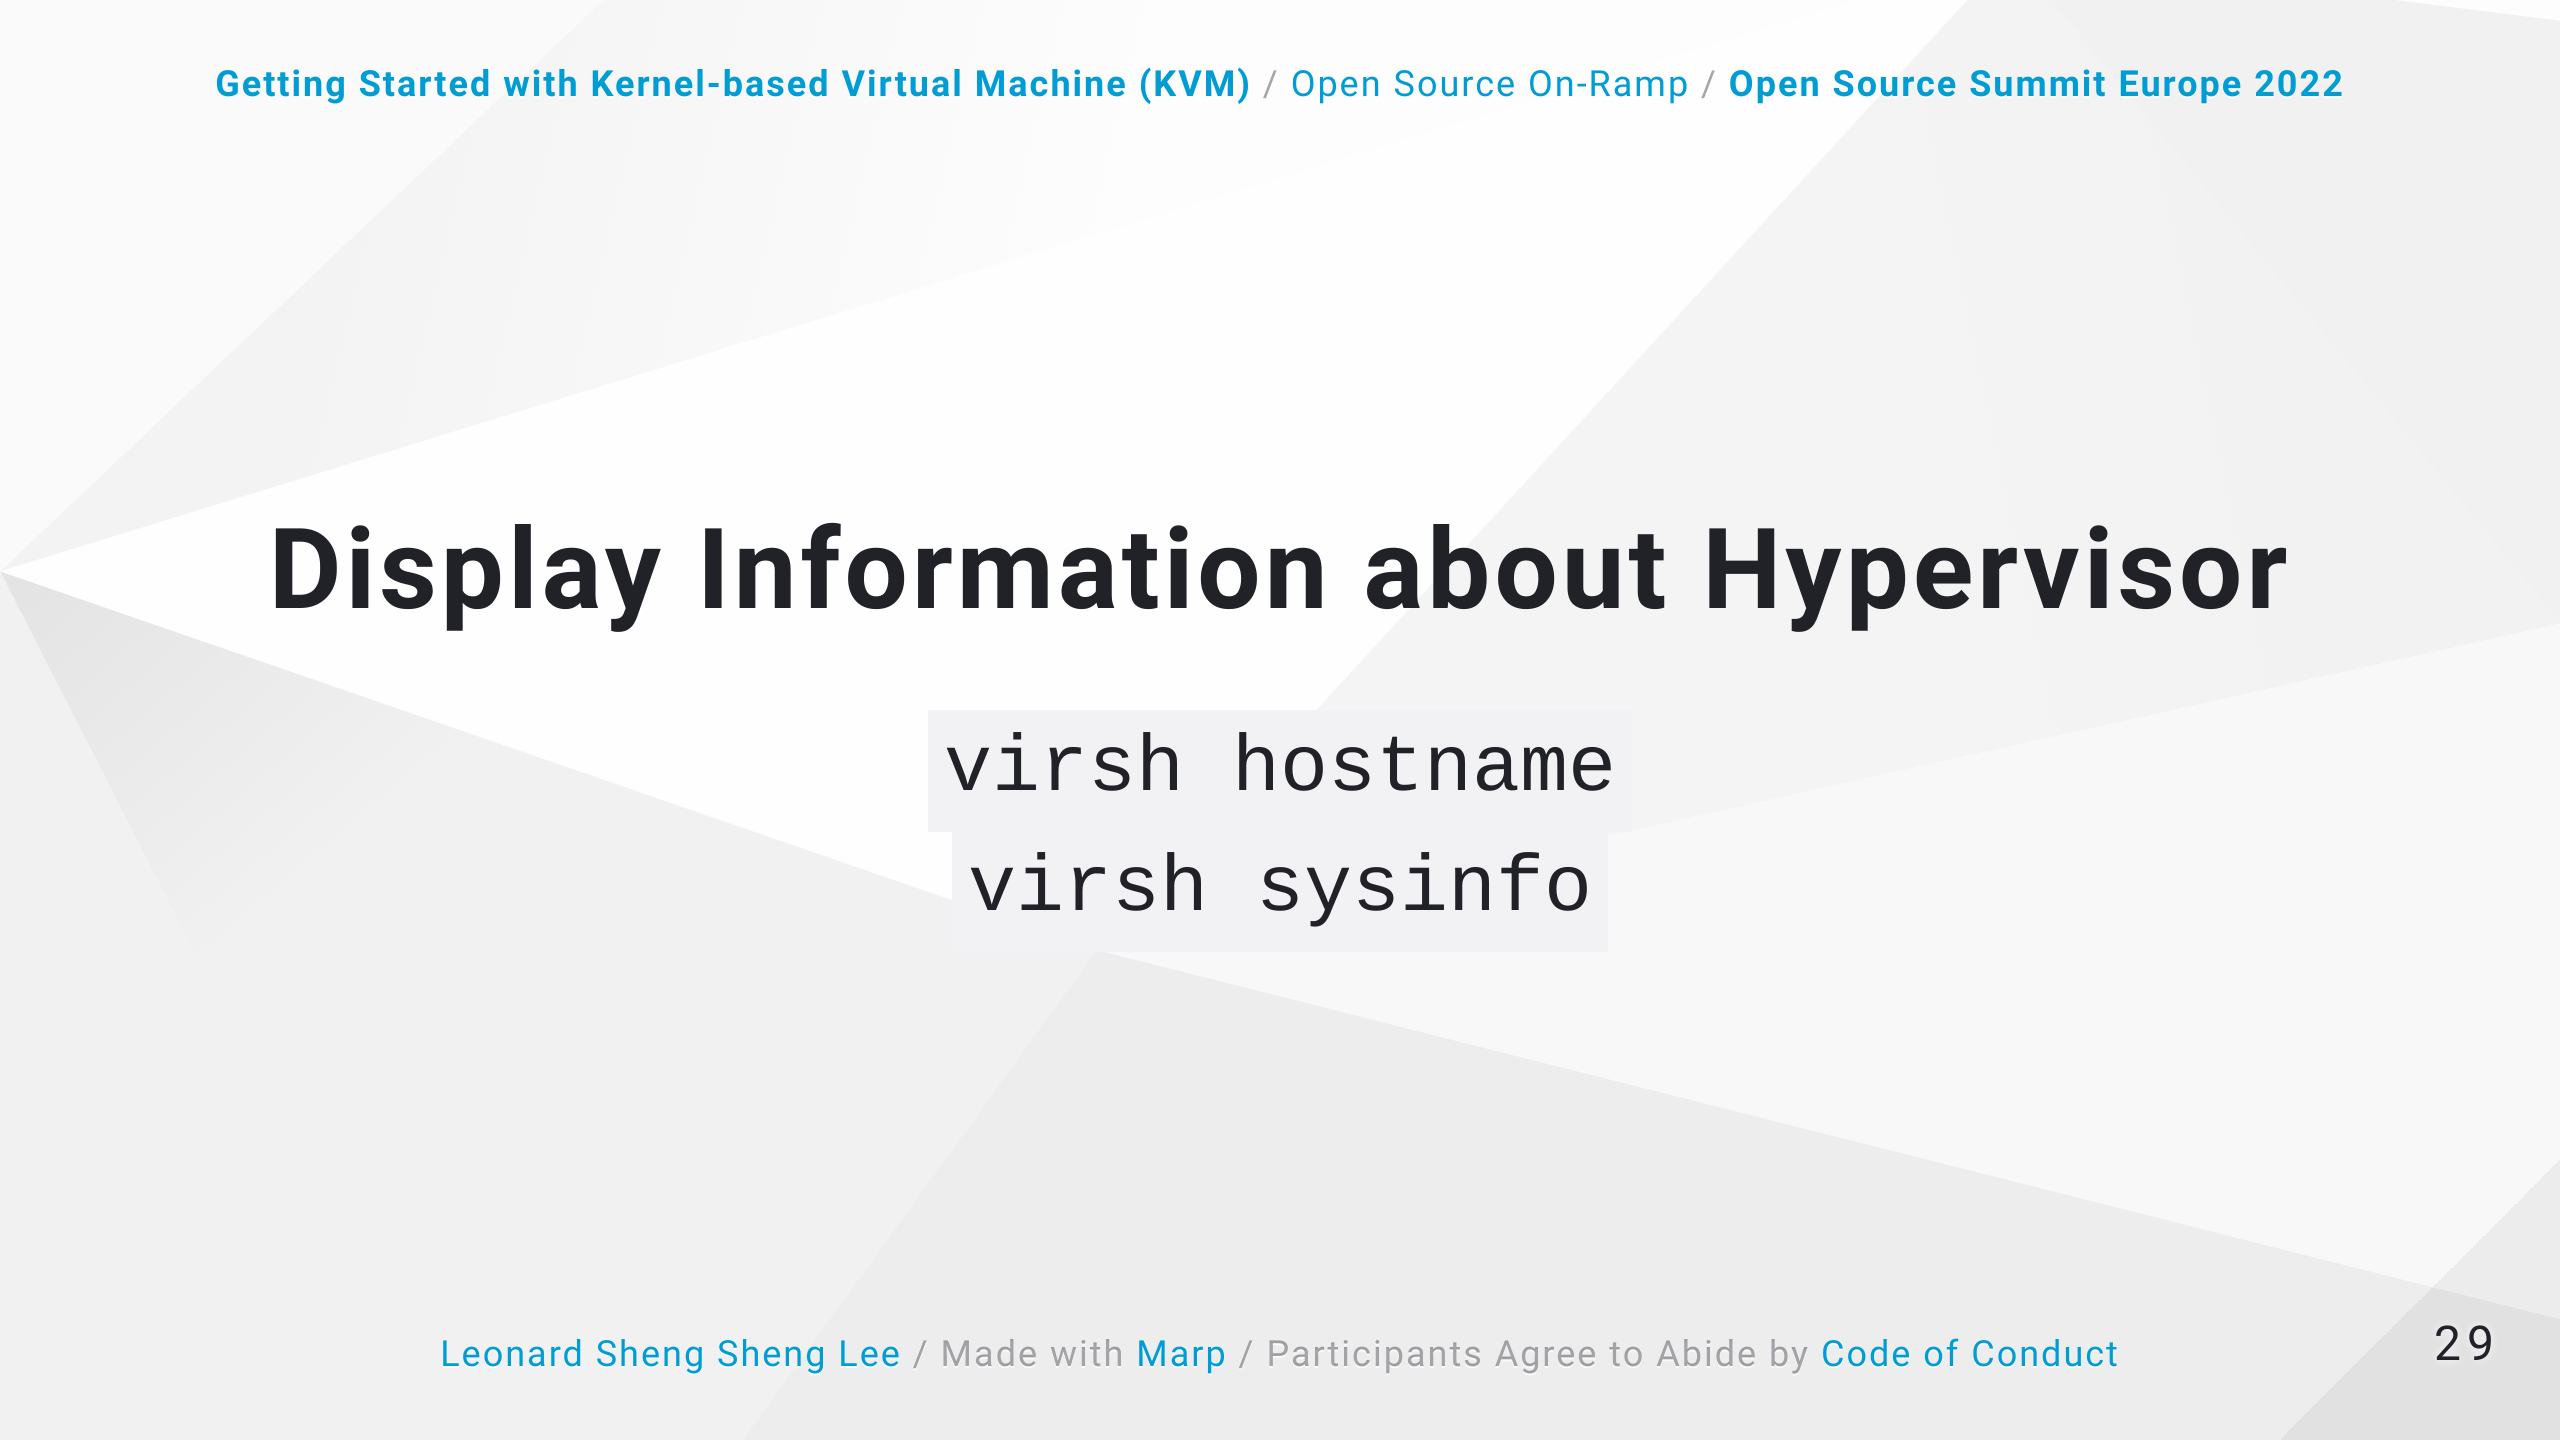 Getting Started with Kernel-based Virtual Machine (KVM) / Open Source On-Ramp / Open Source Summit Europe 2022
Display Information about Hypervisor
virsh hostname
virsh sysinfo
Leonard Sheng Sheng Lee / Made with Marp / Participants Agree to Abide by Code of Conduct
29